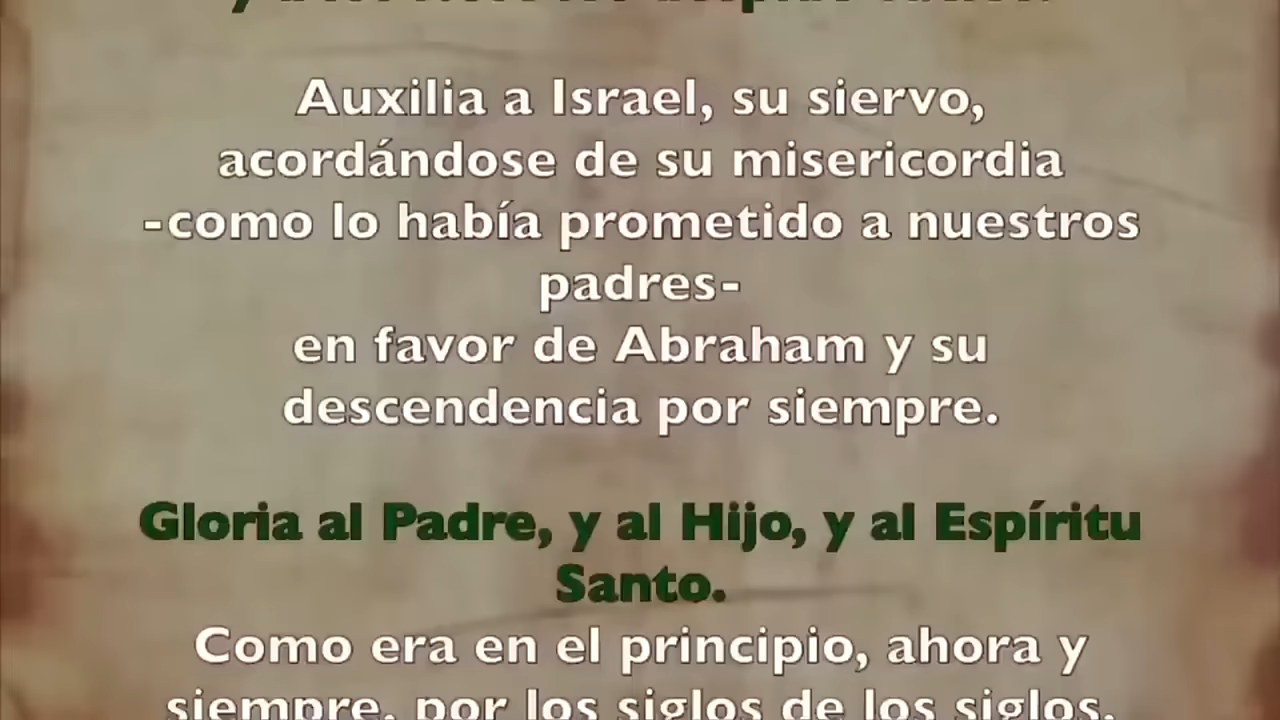 Auxilia a Israel, su siervo,
acordándose de su misericordia
-como lo había prometido a nuestros
padres-
en favor de Abraham y su
descendencia por siempre.
Gloria al Padre, y al Hijo, y al Espíritu
Santo.
Como era en el principio, ahora y
siempre, por los siglos de los siglos.